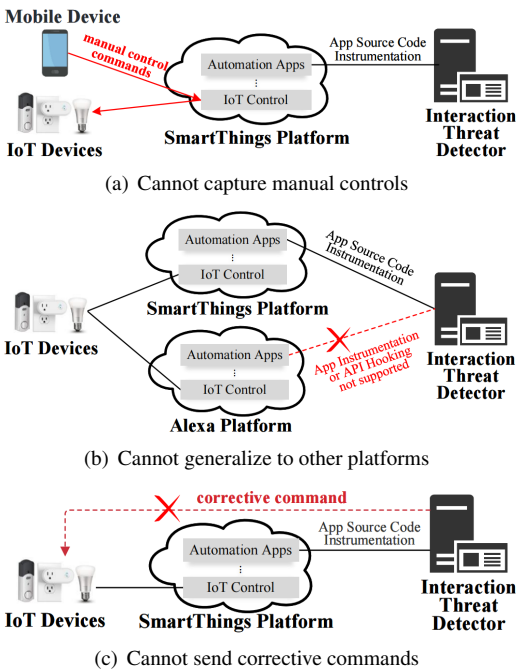 Mobile Device
manual control
commands
App Source Code
Instrumentation
Automation Apps
⋮
IoT Control
SmartThings Platform
IoT Devices
Interaction
Threat
Detector
(a) Cannot capture manual controls
Automation Apps
⋮
IoT Control
SmartThings Platform
App Source Code
Instrumentation
IoT Devices
Automation Apps
⋮
IoT Control
Alexa Platform
App Instrumentation
or API Hooking
not supported
Interaction
Threat
Detector
(b) Cannot generalize to other platforms
corrective command
App Source Code
Instrumentation
Automation Apps
⋮
IoT Control
SmartThings Platform
IoT Devices
Interaction
Threat
Detector
(c) Cannot send corrective commands